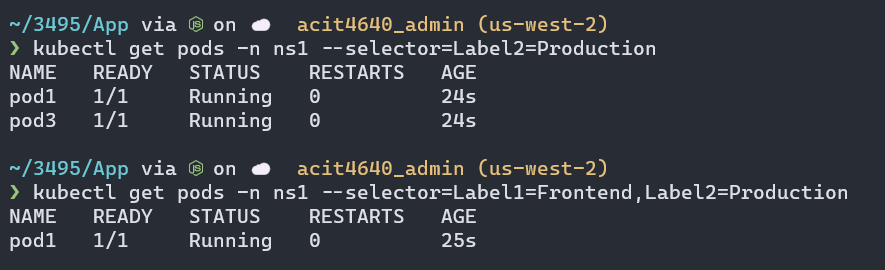 ~/3495/App via JS on acit4640_admin (us-west-2)
❯ kubectl get pods -n ns1 --selector=Label2=Production
NAME READY STATUS RESTARTS AGE
pod1 1/1 Running 0 24s
pod3 1/1 Running 0 24s
~/3495/App via JS on acit4640_admin (us-west-2)
❯ kubectl get pods -n ns1 --selector=Label1=Frontend,Label2=Production
NAME READY STATUS RESTARTS AGE
pod1 1/1 Running 0 25s